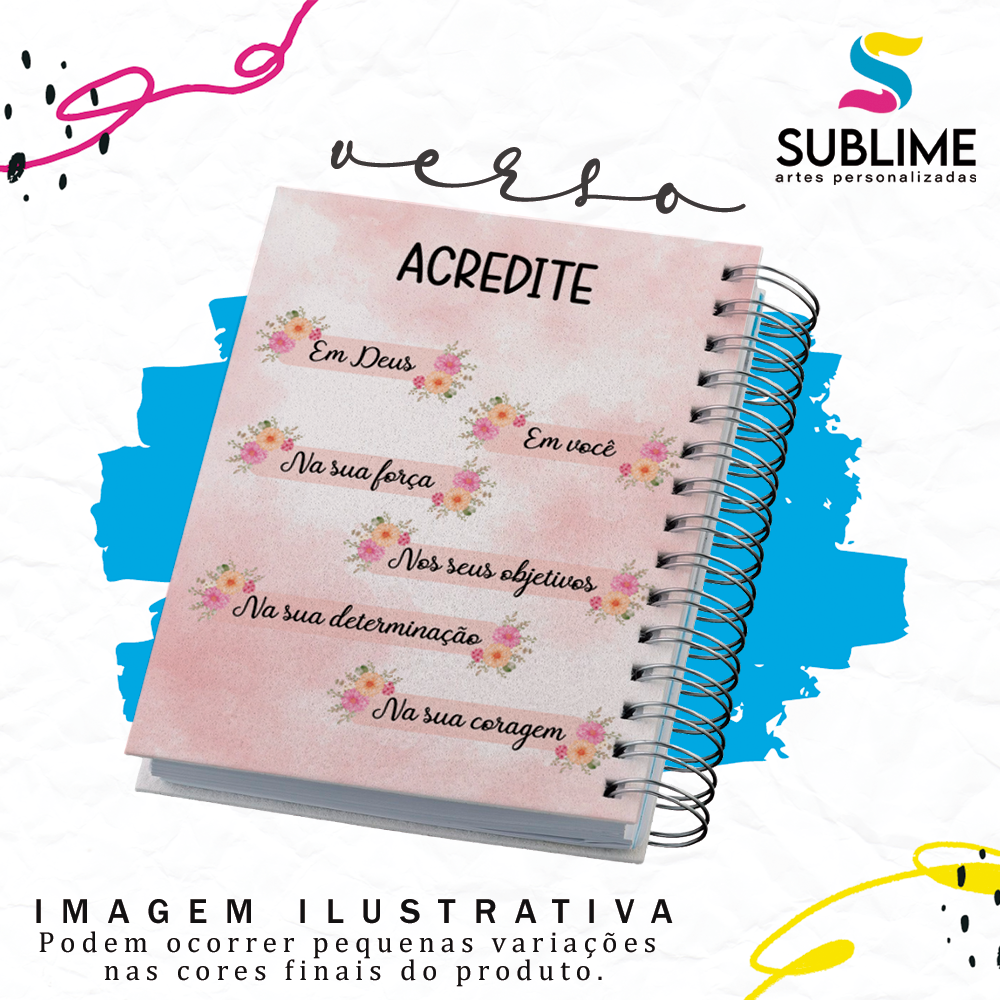 SUBLIME
artes personalizadas
verso
ACREDITE
Em Deus
Em você
Na sua força
Nos seus objetivos
Na sua determinação
Na sua coragem
IMAGEM ILUSTRATIVA
Podem ocorrer pequenas variações
nas cores finais do produto.